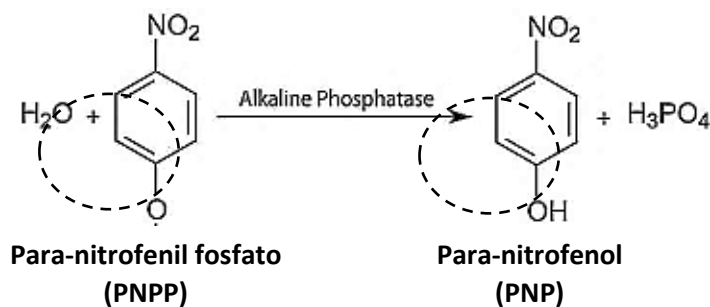 NO₂
NO₂
H₂O +
Alkaline Phosphatase
+ H₃PO₄
O
OH
Para-nitrofenil fosfato
(PNPP)
Para-nitrofenol
(PNP)